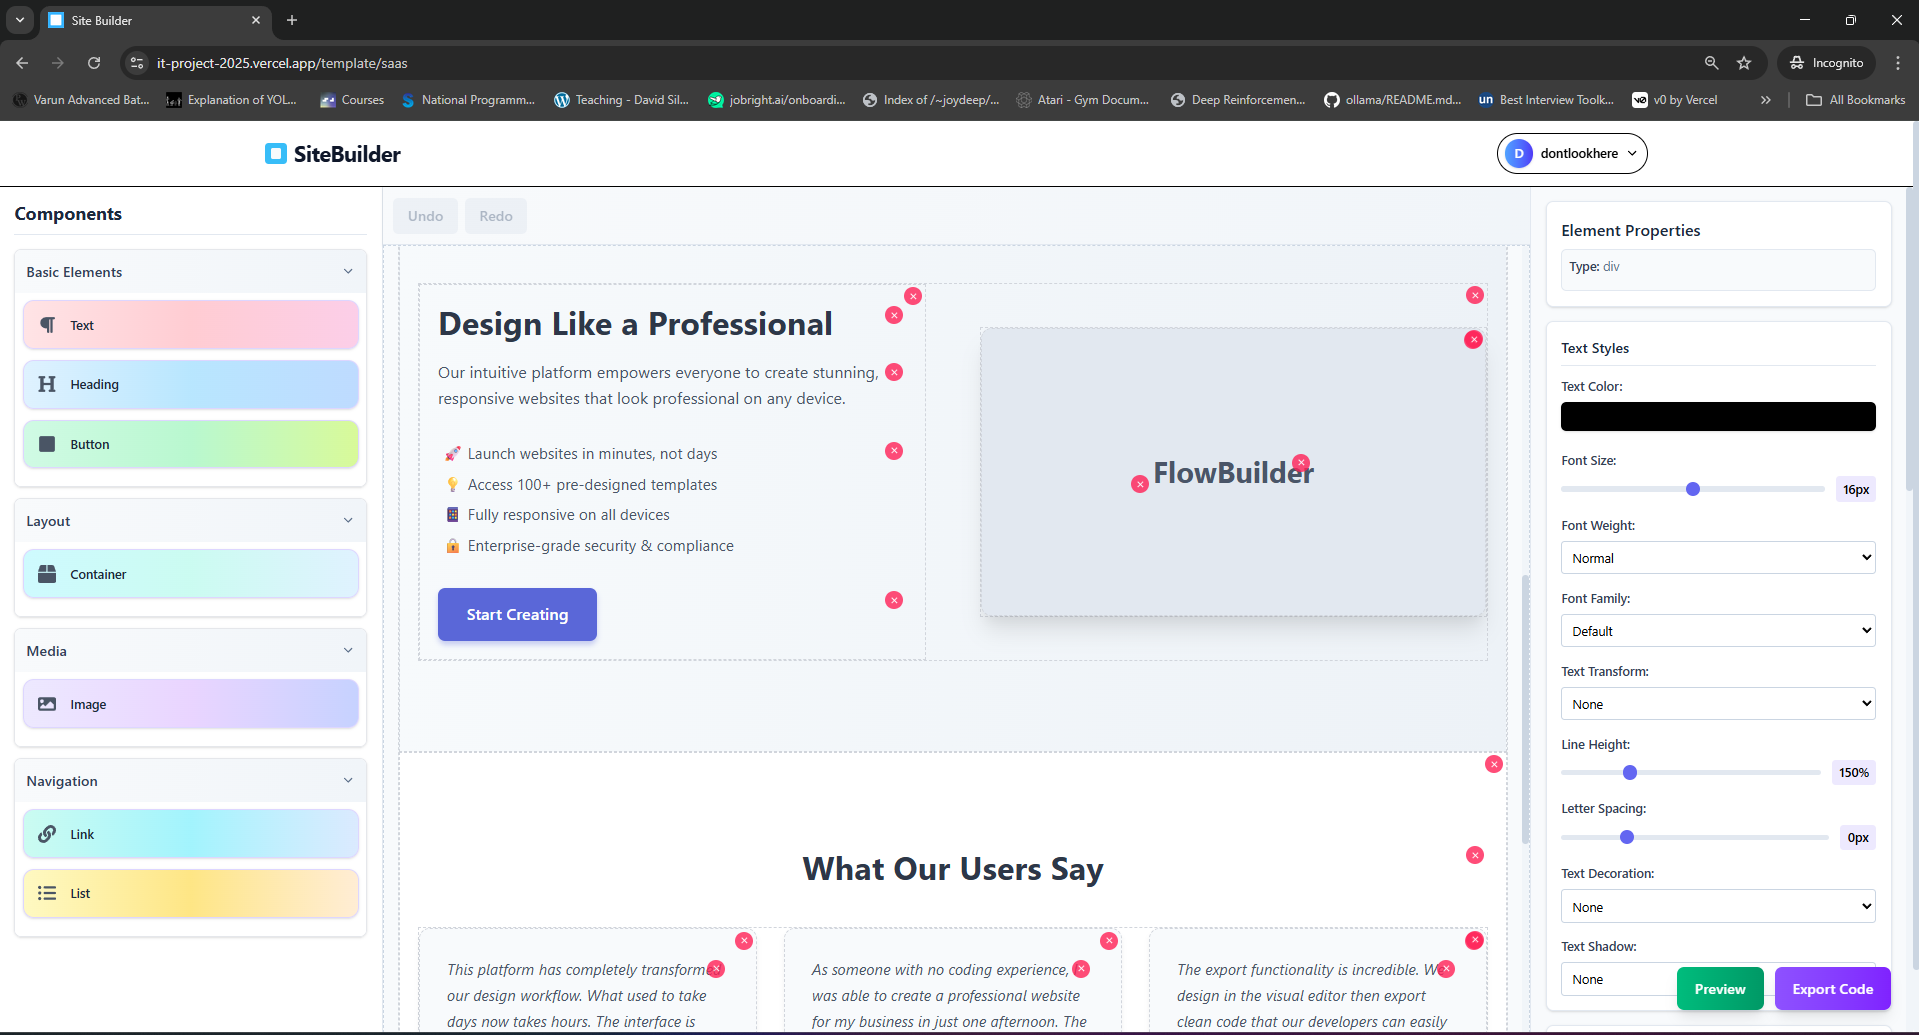 Site Builder
it-project-2025.vercel.app/template/saas
Incognito
Varun Advanced Bat...
Explanation of YOL...
Courses
National Programm...
Teaching - David Sil...
jobright.ai/onboardi...
Index of /~joydeep/...
Atari - Gym Docum...
Deep Reinforcemen...
ollama/README.md...
Best Interview Toolk...
v0 by Vercel
All Bookmarks
SiteBuilder
D dontlookhere
Components
Basic Elements
Text
Heading
Button
Layout
Container
Media
Image
Navigation
Link
List
Undo
Redo
Design Like a Professional
Our intuitive platform empowers everyone to create stunning,
responsive websites that look professional on any device.
🚀 Launch websites in minutes, not days
💡 Access 100+ pre-designed templates
📱 Fully responsive on all devices
🔒 Enterprise-grade security & compliance
Start Creating
FlowBuilder
What Our Users Say
This platform has completely transforme
our design workflow. What used to take
days now takes hours. The interface is
As someone with no coding experience,
was able to create a professional website
for my business in just one afternoon. The
The export functionality is incredible. W
design in the visual editor then export
clean code that our developers can easily
Element Properties
Type: div
Text Styles
Text Color:
Font Size:
16px
Font Weight:
Normal
Font Family:
Default
Text Transform:
None
Line Height:
150%
Letter Spacing:
0px
Text Decoration:
None
Text Shadow:
None
Preview
Export Code